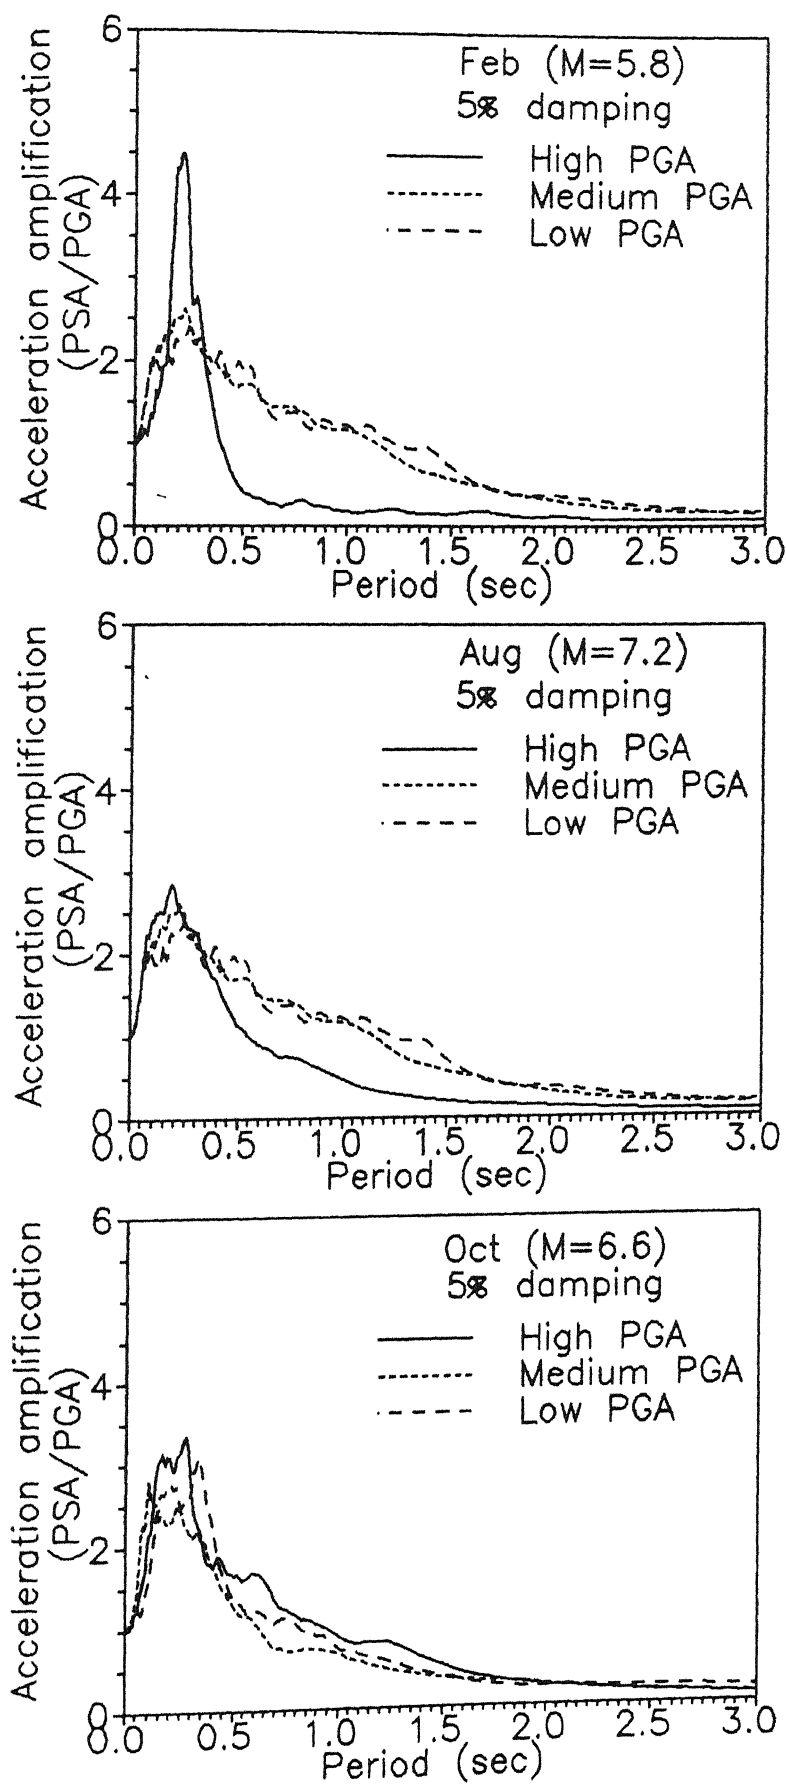 6
Feb (M=5.8)
5% damping
High PGA
Medium PGA
Low PGA
4
2
0
Acceleration amplification
(PSA/PGA)
0.0 0.5 1.0 1.5 2.0 2.5 3.0
Period (sec)
6
Aug (M=7.2)
5% damping
High PGA
Medium PGA
Low PGA
4
2
0
Acceleration amplification
(PSA/PGA)
0.0 0.5 1.0 1.5 2.0 2.5 3.0
Period (sec)
6
Oct (M=6.6)
5% damping
High PGA
Medium PGA
Low PGA
4
2
0
Acceleration amplification
(PSA/PGA)
0.0 0.5 1.0 1.5 2.0 2.5 3.0
Period (sec)